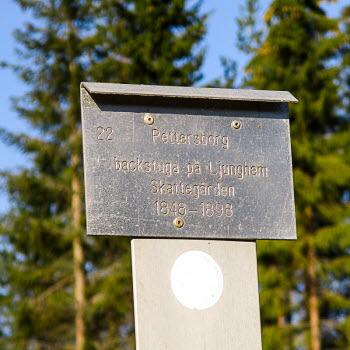 22 Pettersborg
backstuga på Ljunghem
Skattegården
1848-1898